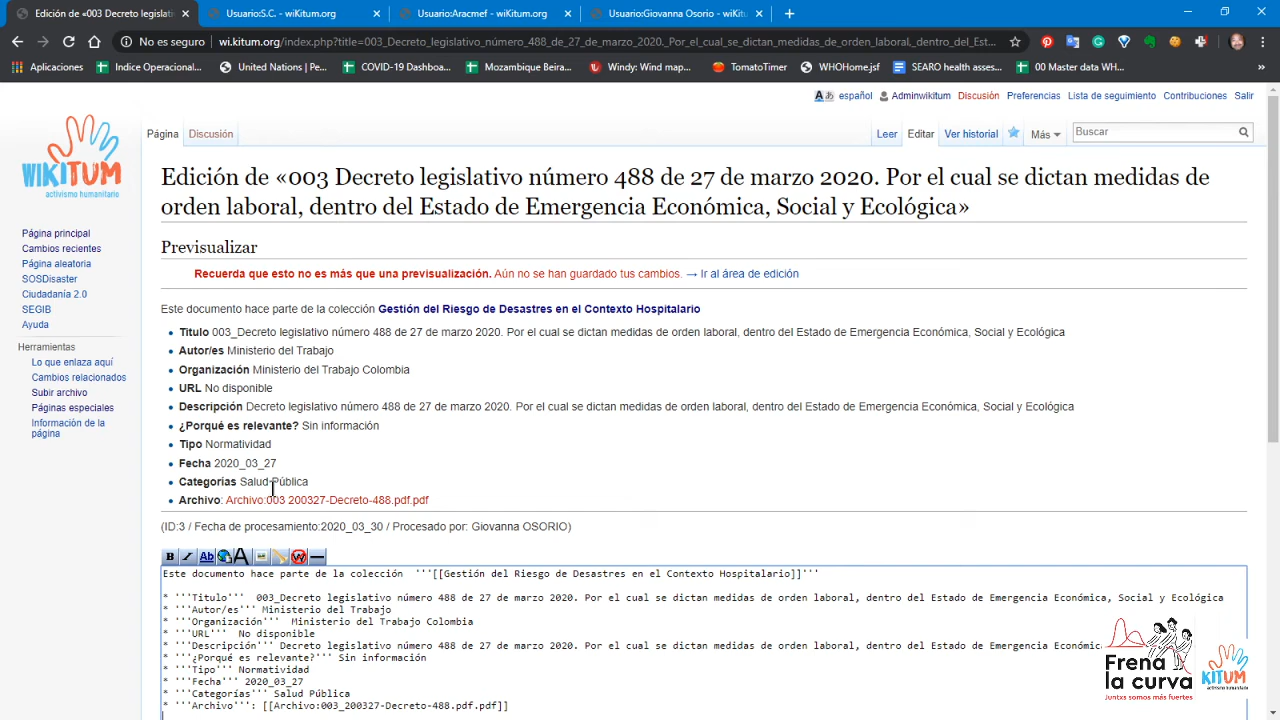 003 Decreto legislati
Usuario:S.C. - wiKitum.org
Usuario:Aracmef - wiKitum.org
Usuario:Giovanna Osorio - wiKitu
No es seguro | wi.kitum.org/index.php?title=003_Decreto_legislativo_número_488_de_27_de_marzo_2020._Por_el_cual_se_dictan_medidas_de_orden_laboral,_dentro_del_Est...
Aplicaciones
Indice Operacional...
United Nations | Pe...
COVID-19 Dashboa...
Mozambique Beira...
Windy: Wind map...
TomatoTimer
WHOHome.jsf
SEARO health asses...
00 Master data WH...
»
español Adminwikitum Discusión Preferencias Lista de seguimiento Contribuciones Salir
Página Discusión Leer Editar Ver historial Más Buscar
WIKITUM
activismo humanitario
Página principal
Cambios recientes
Página aleatoria
SOSDisaster
Ciudadanía 2.0
SEGIB
Ayuda
Herramientas
Lo que enlaza aquí
Cambios relacionados
Subir archivo
Páginas especiales
Información de la
página
Edición de «003 Decreto legislativo número 488 de 27 de marzo 2020. Por el cual se dictan medidas de
orden laboral, dentro del Estado de Emergencia Económica, Social y Ecológica»
Previsualizar
Recuerda que esto no es más que una previsualización. Aún no se han guardado tus cambios. → Ir al área de edición
Este documento hace parte de la colección Gestión del Riesgo de Desastres en el Contexto Hospitalario
Titulo 003_Decreto legislativo número 488 de 27 de marzo 2020. Por el cual se dictan medidas de orden laboral, dentro del Estado de Emergencia Económica, Social y Ecológica
Autor/es Ministerio del Trabajo
Organización Ministerio del Trabajo Colombia
URL No disponible
Descripción Decreto legislativo número 488 de 27 de marzo 2020. Por el cual se dictan medidas de orden laboral, dentro del Estado de Emergencia Económica, Social y Ecológica
¿Porqué es relevante? Sin información
Tipo Normatividad
Fecha 2020_03_27
Categorías Salud Pública
Archivo: Archivo:003 200327-Decreto-488.pdf.pdf
(ID:3 / Fecha de procesamiento:2020_03_30 / Procesado por: Giovanna OSORIO)
B I Ab A W
Este documento hace parte de la colección '''[[Gestión del Riesgo de Desastres en el Contexto Hospitalario]]'''
* '''Titulo''' 003_Decreto legislativo número 488 de 27 de marzo 2020. Por el cual se dictan medidas de orden laboral, dentro del Estado de Emergencia Económica, Social y Ecológica
* '''Autor/es''' Ministerio del Trabajo
* '''Organización''' Ministerio del Trabajo Colombia
* '''URL''' No disponible
* '''Descripción''' Decreto legislativo número 488 de 27 de marzo 2020. Por el cual se dictan medidas de orden laboral, dentro del Estado de Emergencia Económic
* '''¿Porqué es relevante?''' Sin información
* '''Tipo''' Normatividad
* '''Fecha''' 2020_03_27
* '''Categorías''' Salud Pública
* '''Archivo''': [[Archivo:003_200327-Decreto-488.pdf.pdf]]
Frena
la curva
Juntxs somos más fuertes
KITUM
activismo humanitario